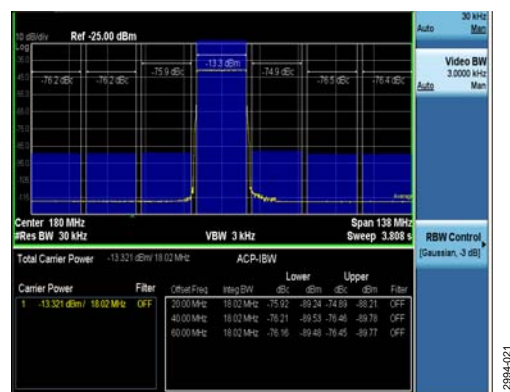 30 kHz
Auto Man
10 dB/div Ref -25.00 dBm
Log
-13.3 dBm
-76.2 dBc -76.2 dBc -75.9 dBc -74.9 dBc -76.5 dBc -76.4 dBc
Video BW
3.0000 kHz
Auto Man
Average
Center 180 MHz Span 138 MHz
#Res BW 30 kHz VBW 3 kHz Sweep 3.808 s
RBW Control
[Gaussian, -3 dB]
Total Carrier Power -13.321 dBm/ 18.02 MHz ACP-IBW
Lower Upper
Carrier Power Filter Offset Freq Integ BW dBc dBm dBc dBm Filter
1 -13.321 dBm / 18.02 MHz OFF 20.00 MHz 18.02 MHz -75.92 -89.24 -74.89 -88.21 OFF
40.00 MHz 18.02 MHz -76.21 -89.53 -76.46 -89.78 OFF
60.00 MHz 18.02 MHz -76.16 -89.48 -76.45 -89.77 OFF
2994-021